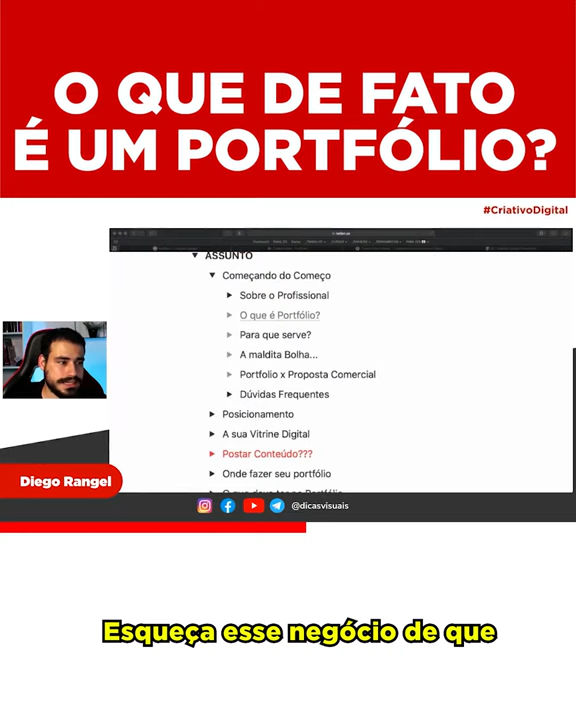 O QUE DE FATO
É UM PORTFÓLIO?
#CriativoDigital
ASSUNTO
Começando do Começo
Sobre o Profissional
O que é Portfólio?
Para que serve?
A maldita Bolha...
Portfolio x Proposta Comercial
Dúvidas Frequentes
Posicionamento
A sua Vitrine Digital
Postar Conteúdo???
Onde fazer seu portfólio
Diego Rangel
@dicasvisuais
Esqueça esse negócio de que